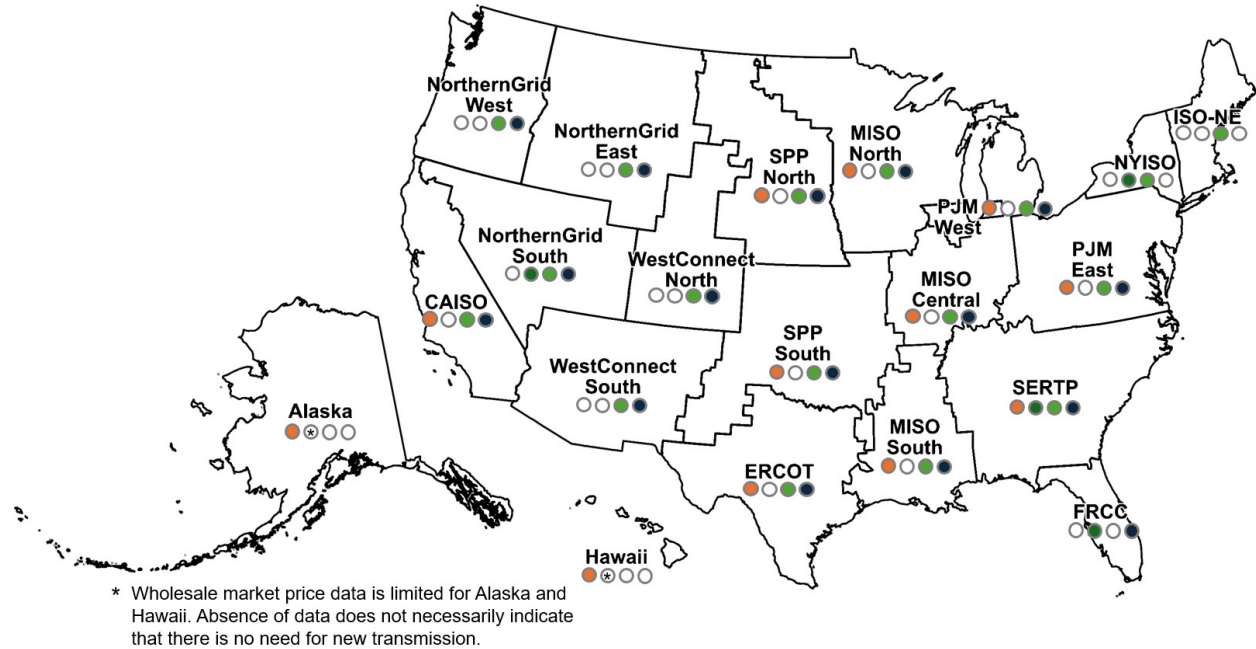 NorthernGrid
West
NorthernGrid
East
MISO
North
SPP
North
ISO-NE
NYISO
PJM
West
NorthernGrid
South
WestConnect
North
PJM
East
MISO
Central
CAISO
SPP
South
WestConnect
South
SERTP
Alaska
*
MISO
South
ERCOT
FRCC
Hawaii
*
* Wholesale market price data is limited for Alaska and
Hawaii. Absence of data does not necessarily indicate
that there is no need for new transmission.